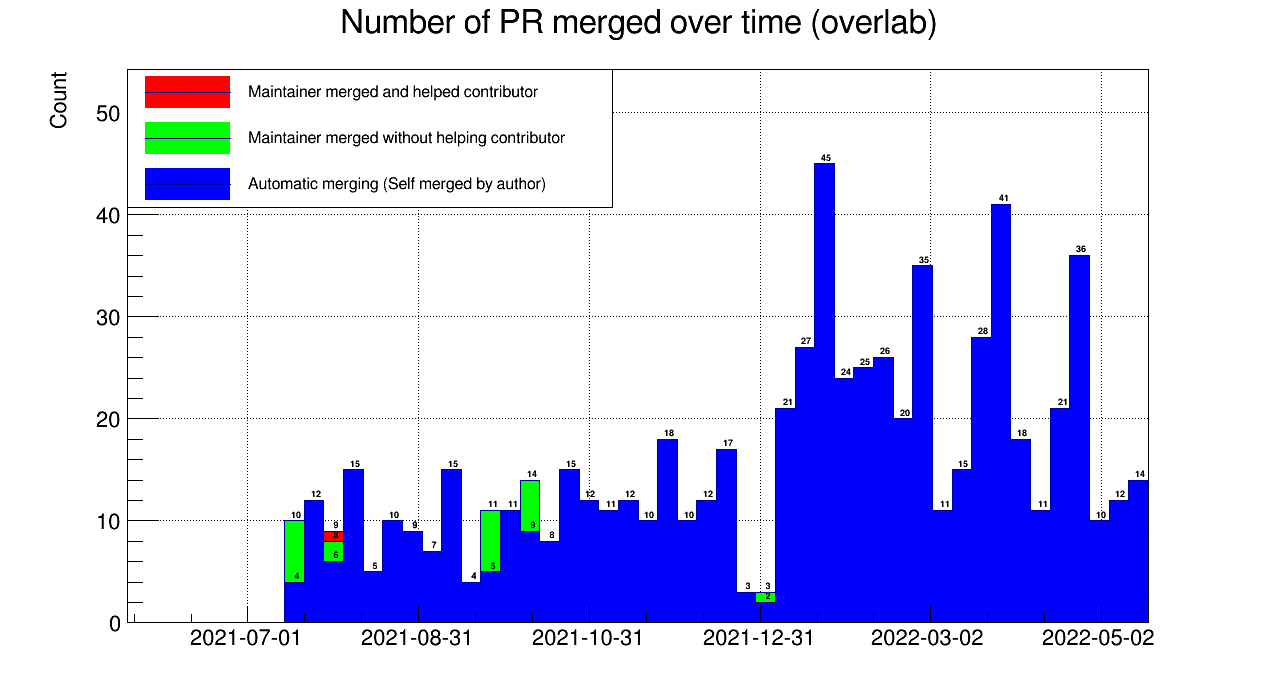 Number of PR merged over time (overlab)
Count
Maintainer merged and helped contributor
Maintainer merged without helping contributor
Automatic merging (Self merged by author)
50
40
30
20
10
0
10 4 12 9 8 6 15 5 10 9 7 15 4 11 5 11 14 9 8 15 12 11 12 10 18 10 12 17 3 3 2 21 27 45 24 25 26 20 35 11 15 28 41 18 11 21 36 10 12 14
2021-07-01 2021-08-31 2021-10-31 2021-12-31 2022-03-02 2022-05-02